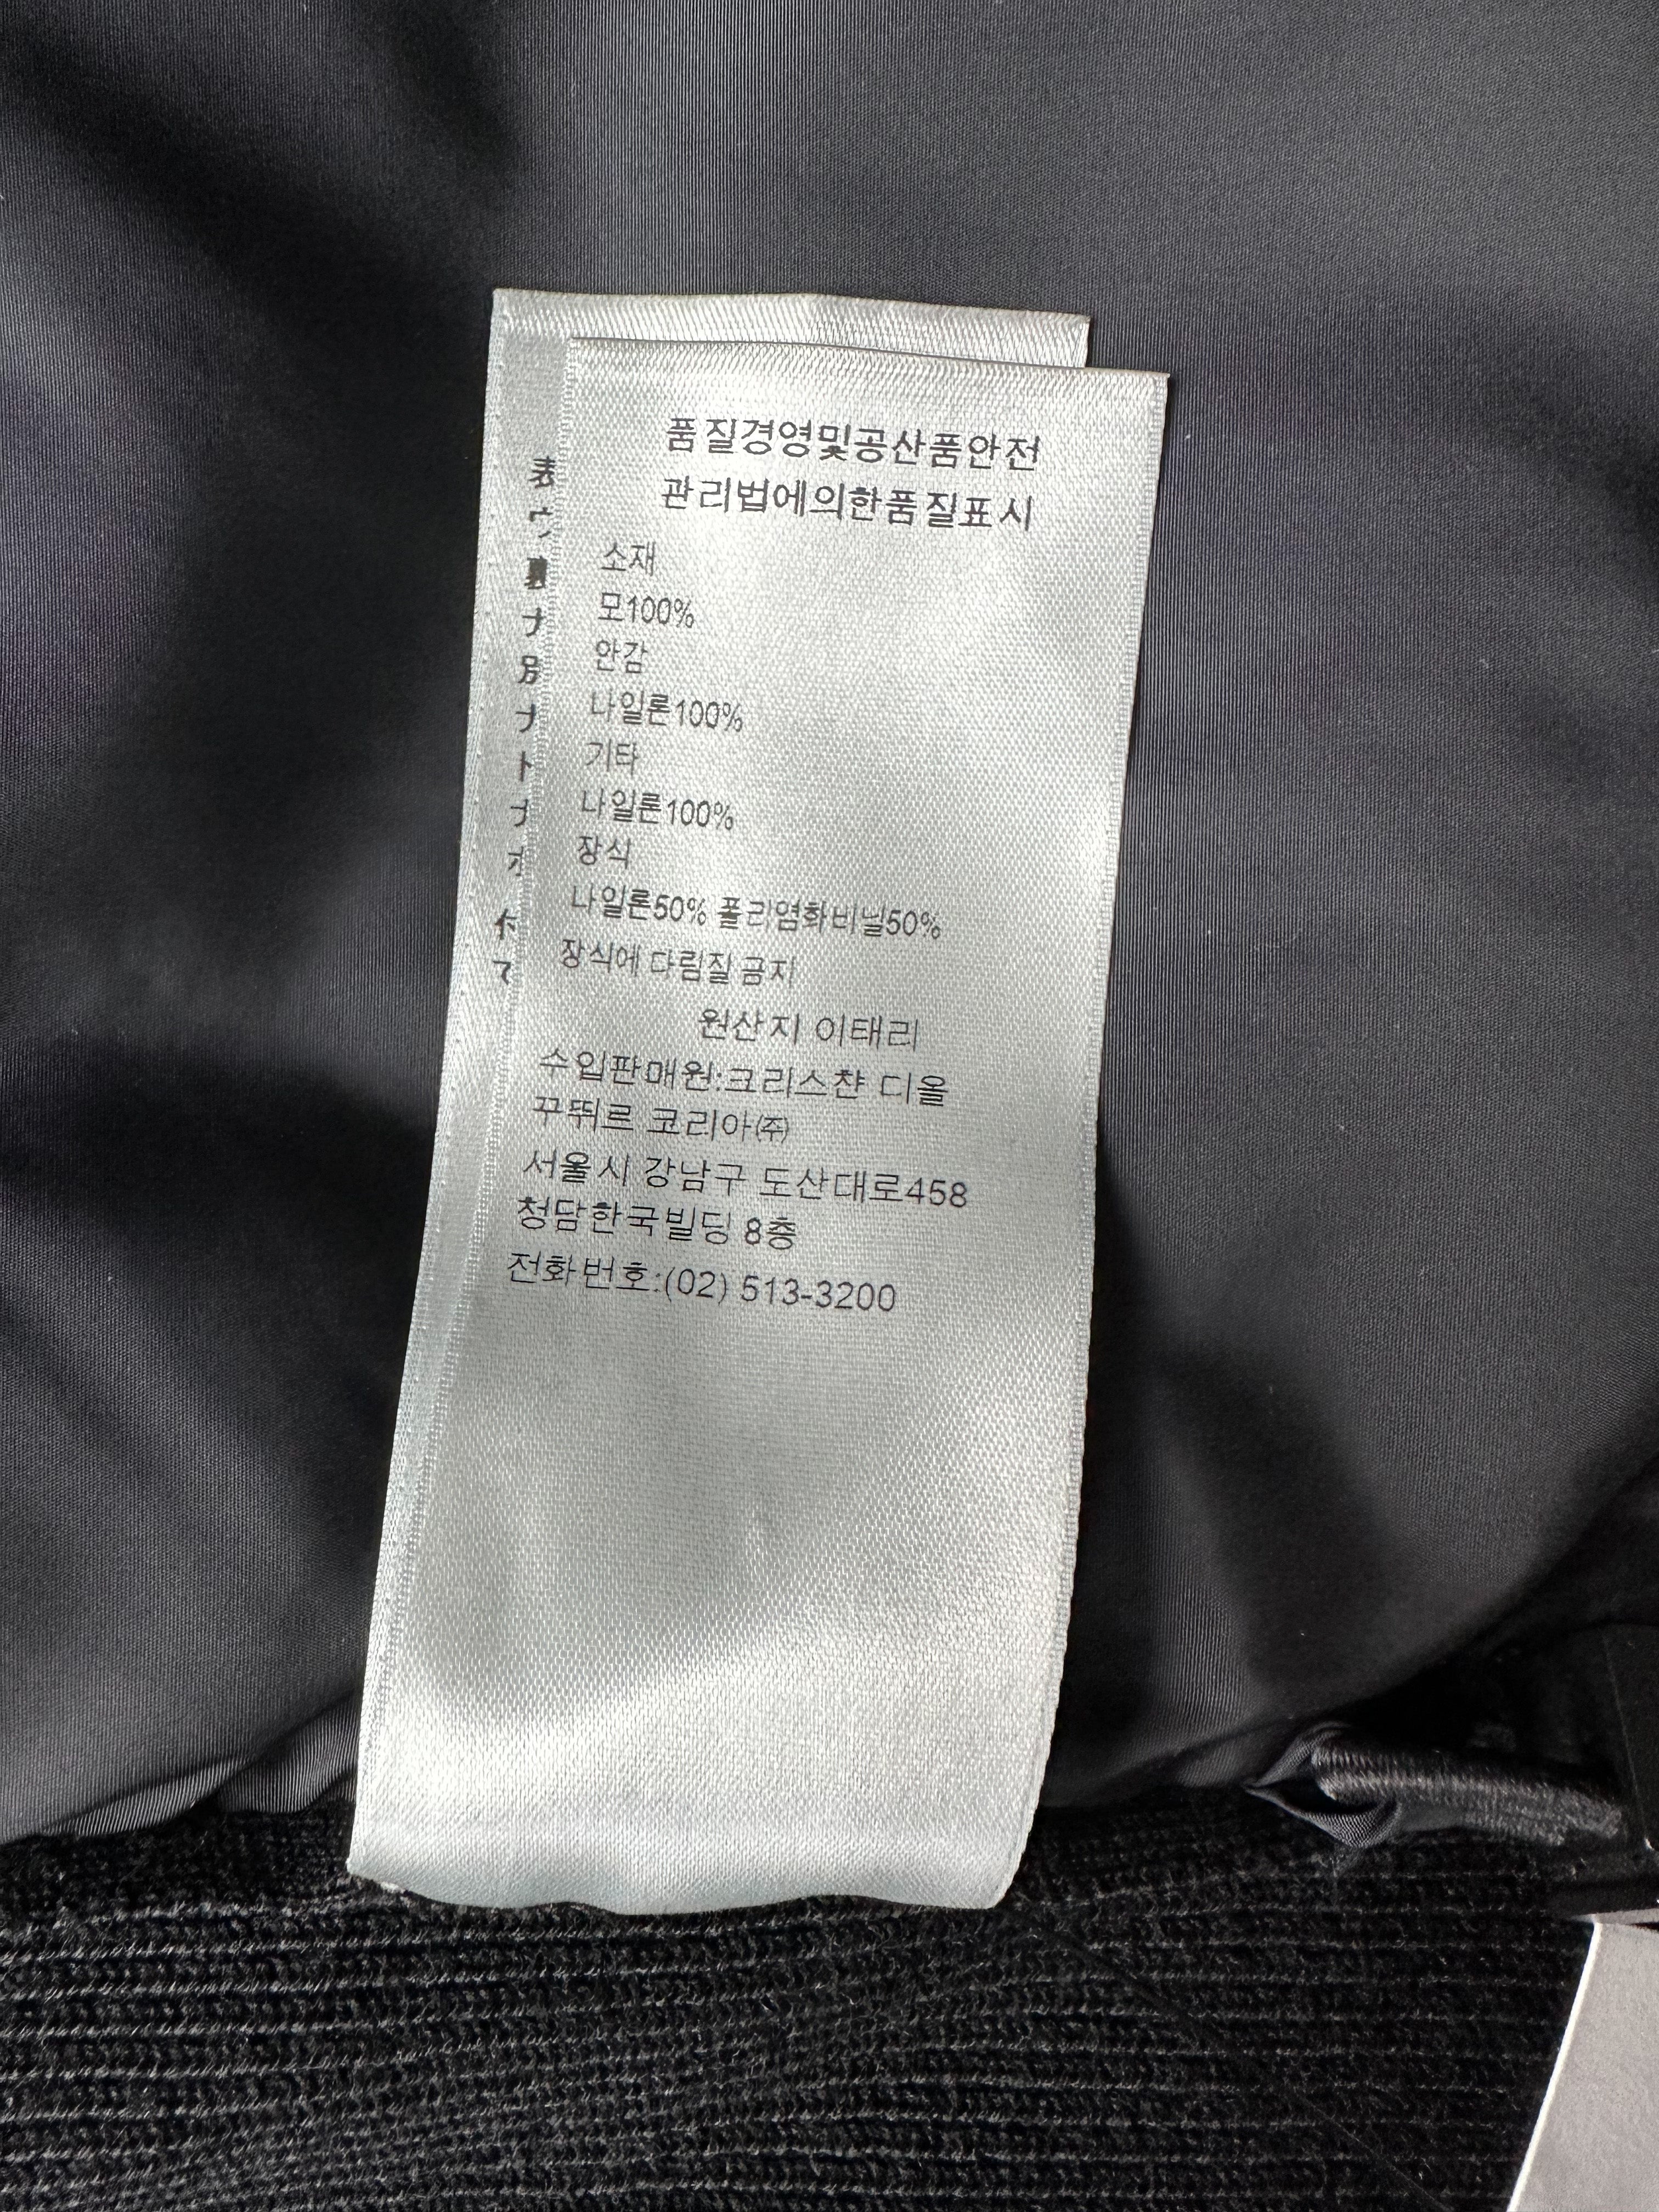 품질경영및공산품안전
관리법에의한품질표시
소재
모100%
안감
나일론100%
기타
나일론100%
장식
나일론50% 폴리염화비닐50%
장식에 다림질 금지
원산지 이태리
수입판매원:크리스챤 디올
꾸뛰르 코리아㈜
서울시 강남구 도산대로458
청담한국빌딩 8층
전화번호:(02) 513-3200
表